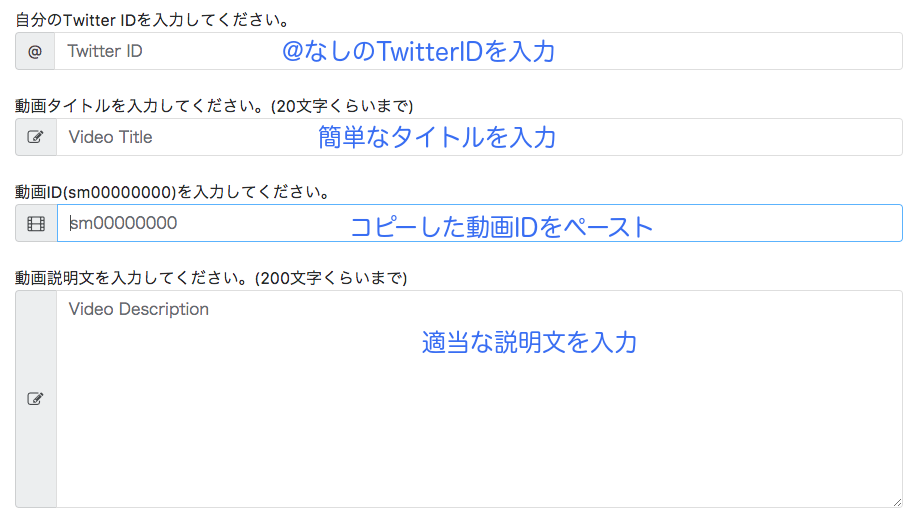 自分のTwitter IDを入力してください。
@ Twitter ID @なしのTwitterIDを入力
動画タイトルを入力してください。(20文字くらいまで)
Video Title 簡単なタイトルを入力
動画ID(sm00000000)を入力してください。
sm00000000 コピーした動画IDをペースト
動画説明文を入力してください。(200文字くらいまで)
Video Description
適当な説明文を入力